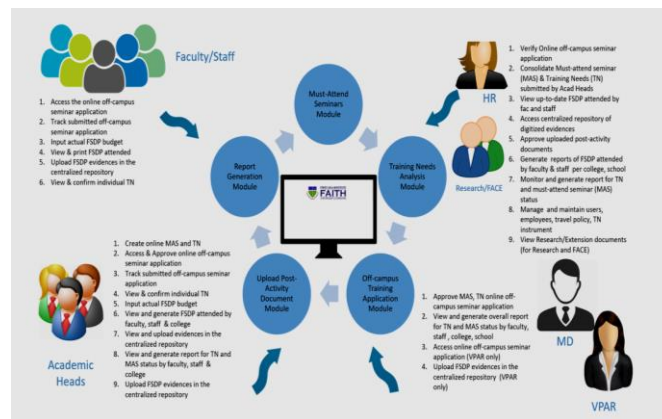 Faculty/Staff
1. Access the online off-campus
seminar application
2. Track submitted off-campus
seminar application
3. Input actual FSDP budget
4. View & print FSDP attended
5. Upload FSDP evidences in the
centralized repository
6. View & confirm individual TN
Must-Attend
Seminars
Module
HR
Research/FACE
1. Verify Online off-campus seminar
application
2. Consolidate Must-attend seminar
(MAS) & Training Needs (TN)
submitted by Acad Heads
3. View up-to-date FSDP attended by
fac and staff
4. Access centralized repository of
digitized evidences
5. Approve uploaded post-activity
documents
6. Generate reports of FSDP attended
by faculty & staff per college, school
7. Monitor and generate report for TN
and must-attend seminar (MAS)
status
8. Manage and maintain users,
employees, travel policy, TN
instrument
9. View Research/Extension documents
(for Research and FACE)
Report
Generation
Module
Training Needs
Analysis Module
FAITH
Upload Post-
Activity
Document
Module
Off-campus
Training
Application
Module
Academic
Heads
1. Create online MAS and TN
2. Access & Approve online off-campus
seminar application
3. Track submitted off-campus seminar
application
4. View & confirm individual TN
5. Input actual FSDP budget
6. View and generate FSDP attended by
faculty, staff & college
7. View and upload evidences in the
centralized repository
8. View and generate report for TN and
MAS status by faculty, staff &
college
9. Upload FSDP evidences in the
centralized repository
1. Approve MAS, TN online off-
campus seminar application
2. View and generate overall report
for TN and MAS status by faculty,
staff , college, school
3. Access online off-campus seminar
application (VPAR only)
4. Upload FSDP evidences in the
centralized repository (VPAR
only)
MD
VPAR